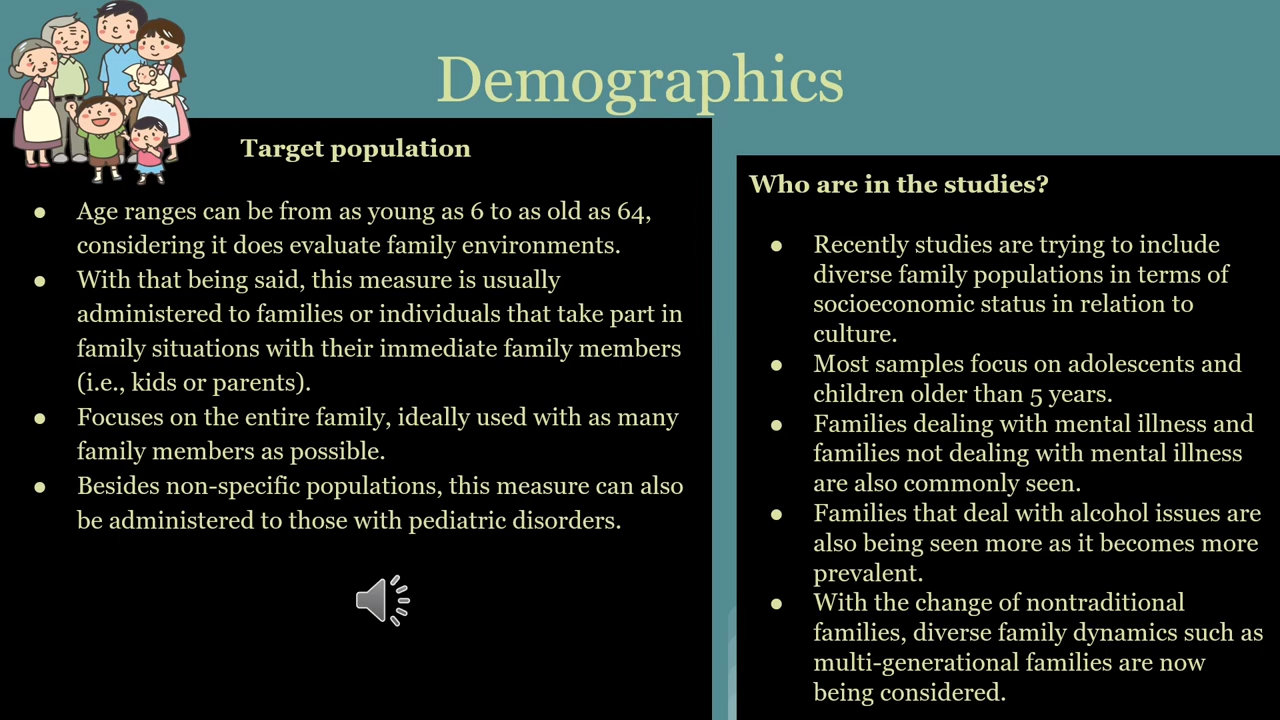 Demographics
Target population
● Age ranges can be from as young as 6 to as old as 64,
considering it does evaluate family environments.
● With that being said, this measure is usually
administered to families or individuals that take part in
family situations with their immediate family members
(i.e., kids or parents).
● Focuses on the entire family, ideally used with as many
family members as possible.
● Besides non-specific populations, this measure can also
be administered to those with pediatric disorders.
Who are in the studies?
● Recently studies are trying to include
diverse family populations in terms of
socioeconomic status in relation to
culture.
● Most samples focus on adolescents and
children older than 5 years.
● Families dealing with mental illness and
families not dealing with mental illness
are also commonly seen.
● Families that deal with alcohol issues are
also being seen more as it becomes more
prevalent.
● With the change of nontraditional
families, diverse family dynamics such as
multi-generational families are now
being considered.